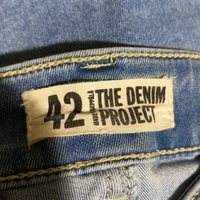 42 THE DENIM
PROJECT